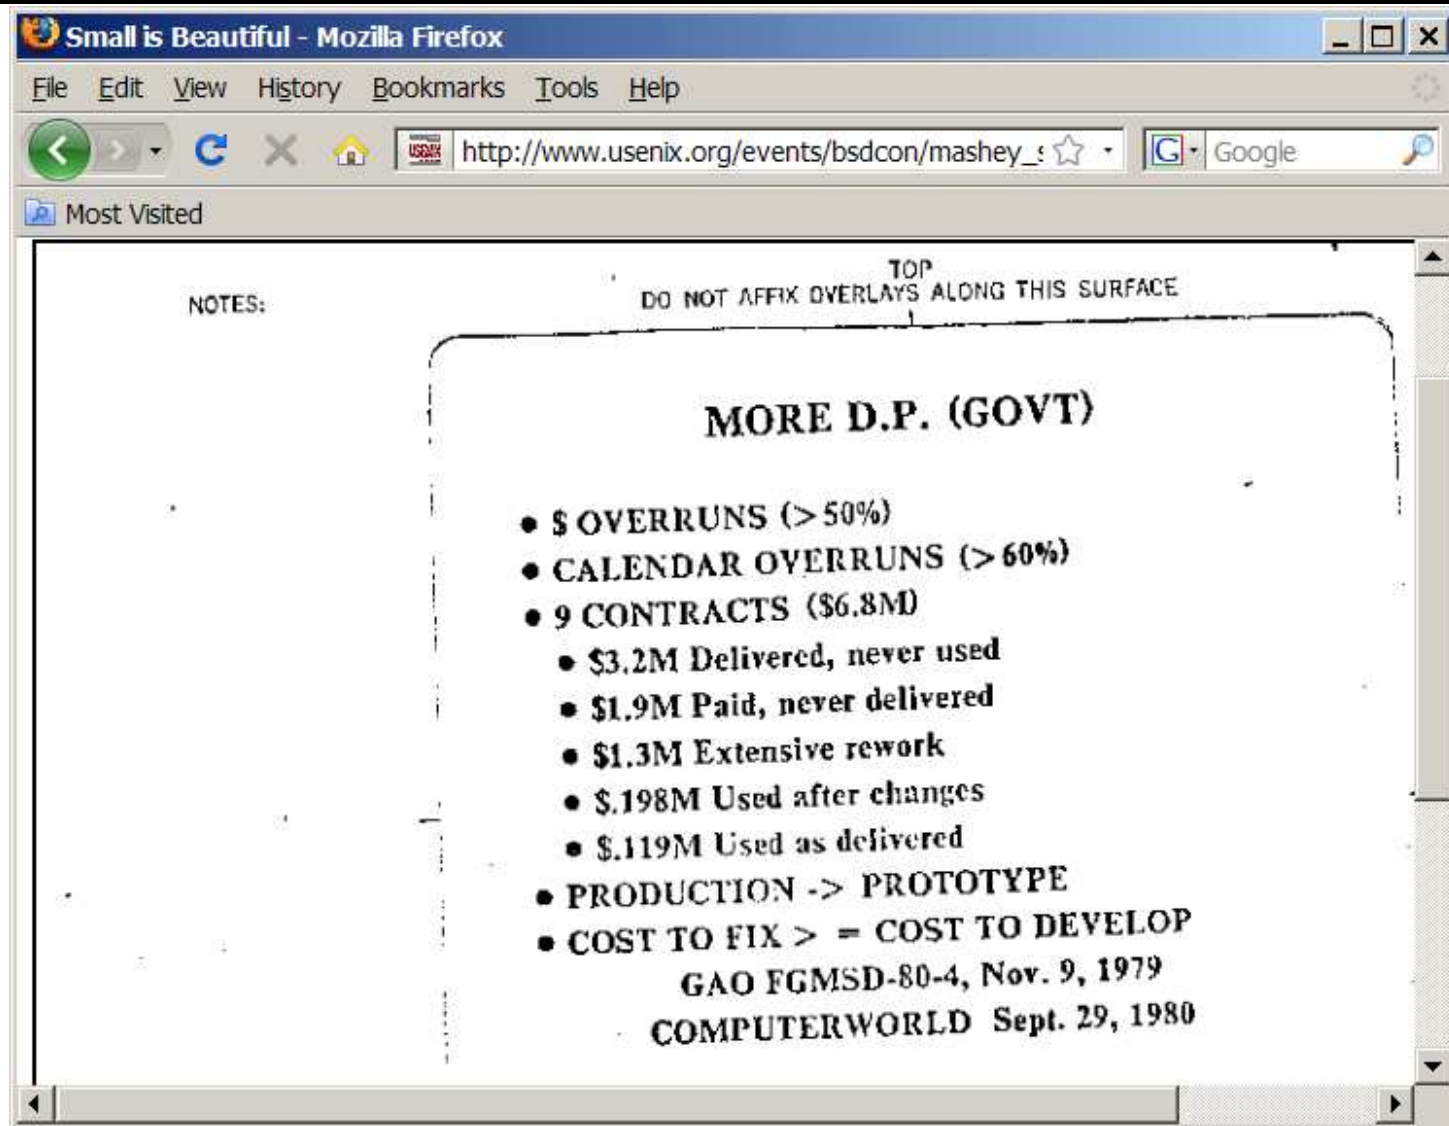 Small is Beautiful - Mozilla Firefox
File Edit View History Bookmarks Tools Help
http://www.usenix.org/events/bsdcon/mashey_s Google
Most Visited
TOP
NOTES: DO NOT AFFIX OVERLAYS ALONG THIS SURFACE
MORE D.P. (GOVT)
• $ OVERRUNS (> 50%)
• CALENDAR OVERRUNS (> 60%)
• 9 CONTRACTS ($6.8M)
• $3.2M Delivered, never used
• $1.9M Paid, never delivered
• $1.3M Extensive rework
• $.198M Used after changes
• $.119M Used as delivered
• PRODUCTION -> PROTOTYPE
• COST TO FIX > = COST TO DEVELOP
GAO FGMSD-80-4, Nov. 9, 1979
COMPUTERWORLD Sept. 29, 1980